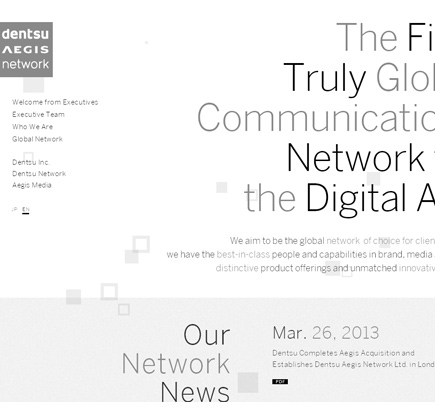 dentsu
AEGIS
network
Welcome from Executives
Executive Team
Who We Are
Global Network
Dentsu Inc.
Dentsu Network
Aegis Media
JP EN
The Fi
Truly Glo
Communicatio
Network
the Digital A
We aim to be the global network of choice for clien
we have the best-in-class people and capabilities in brand, media
distinctive product offerings and unmatched innovativ
Our
Network
News
Mar. 26, 2013
Dentsu Completes Aegis Acquisition and
Establishes Dentsu Aegis Network Ltd. in Lond
PDF